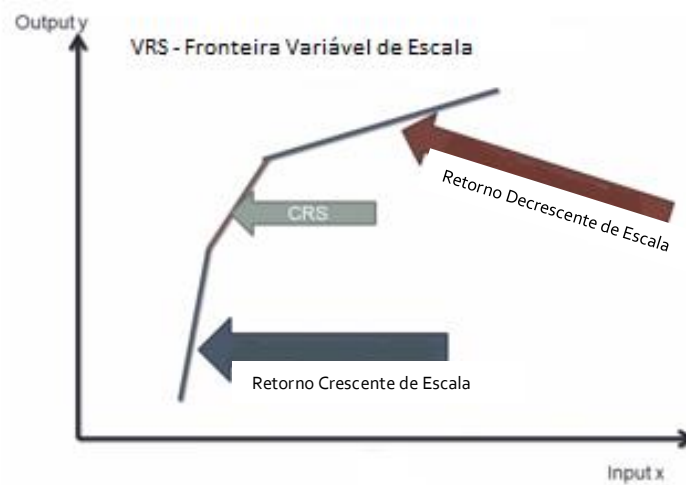 Output y
VRS - Fronteira Variável de Escala
Retorno Decrescente de Escala
CRS
Retorno Crescente de Escala
Input x